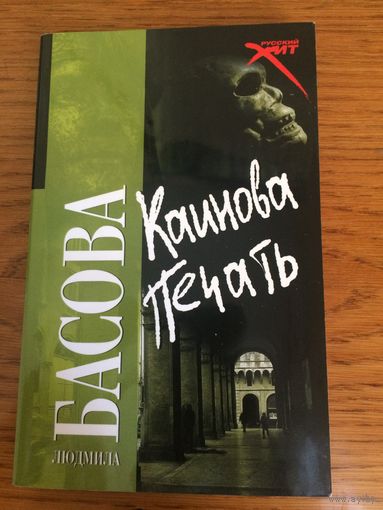 РУССКИЙ
ХИТ
Каинова
Печать
БАСОВА
ЛЮДМИЛА